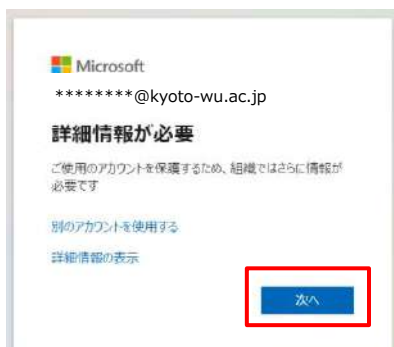 Microsoft
********@kyoto-wu.ac.jp
詳細情報が必要
ご使用のアカウントを保護するため、組織ではさらに情報が
必要です
別のアカウントを使用する
詳細情報の表示
次へ